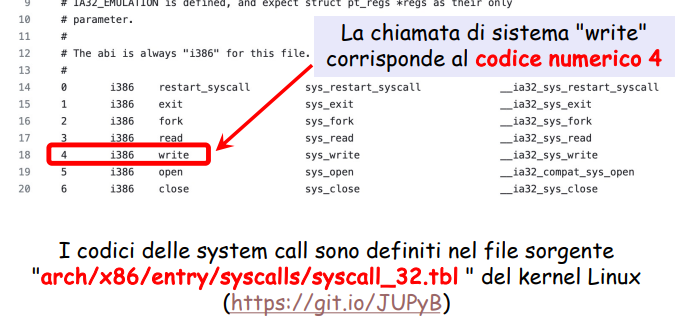 9 # IA32_EMULATION is defined, and expect struct pt_regs *regs as their only
10 # parameter.
11 #
12 # The abi is always "i386" for this file.
13 #
14 0 i386 restart_syscall sys_restart_syscall __ia32_sys_restart_syscall
15 1 i386 exit sys_exit __ia32_sys_exit
16 2 i386 fork sys_fork __ia32_sys_fork
17 3 i386 read sys_read __ia32_sys_read
18 4 i386 write sys_write __ia32_sys_write
19 5 i386 open sys_open __ia32_compat_sys_open
20 6 i386 close sys_close __ia32_sys_close
La chiamata di sistema "write"
corrisponde al codice numerico 4
I codici delle system call sono definiti nel file sorgente
"arch/x86/entry/syscalls/syscall_32.tbl " del kernel Linux
(https://git.io/JUPyB)